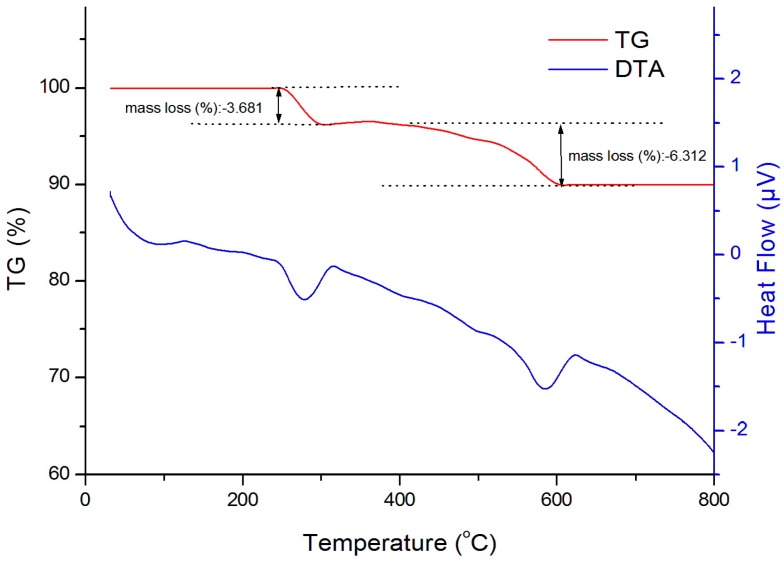 TG
DTA
100
90
80
70
60
TG (%)
mass loss (%):-3.681
mass loss (%):-6.312
2
1
0
-1
-2
Heat Flow (μV)
0
200
400
600
800
Temperature (°C)